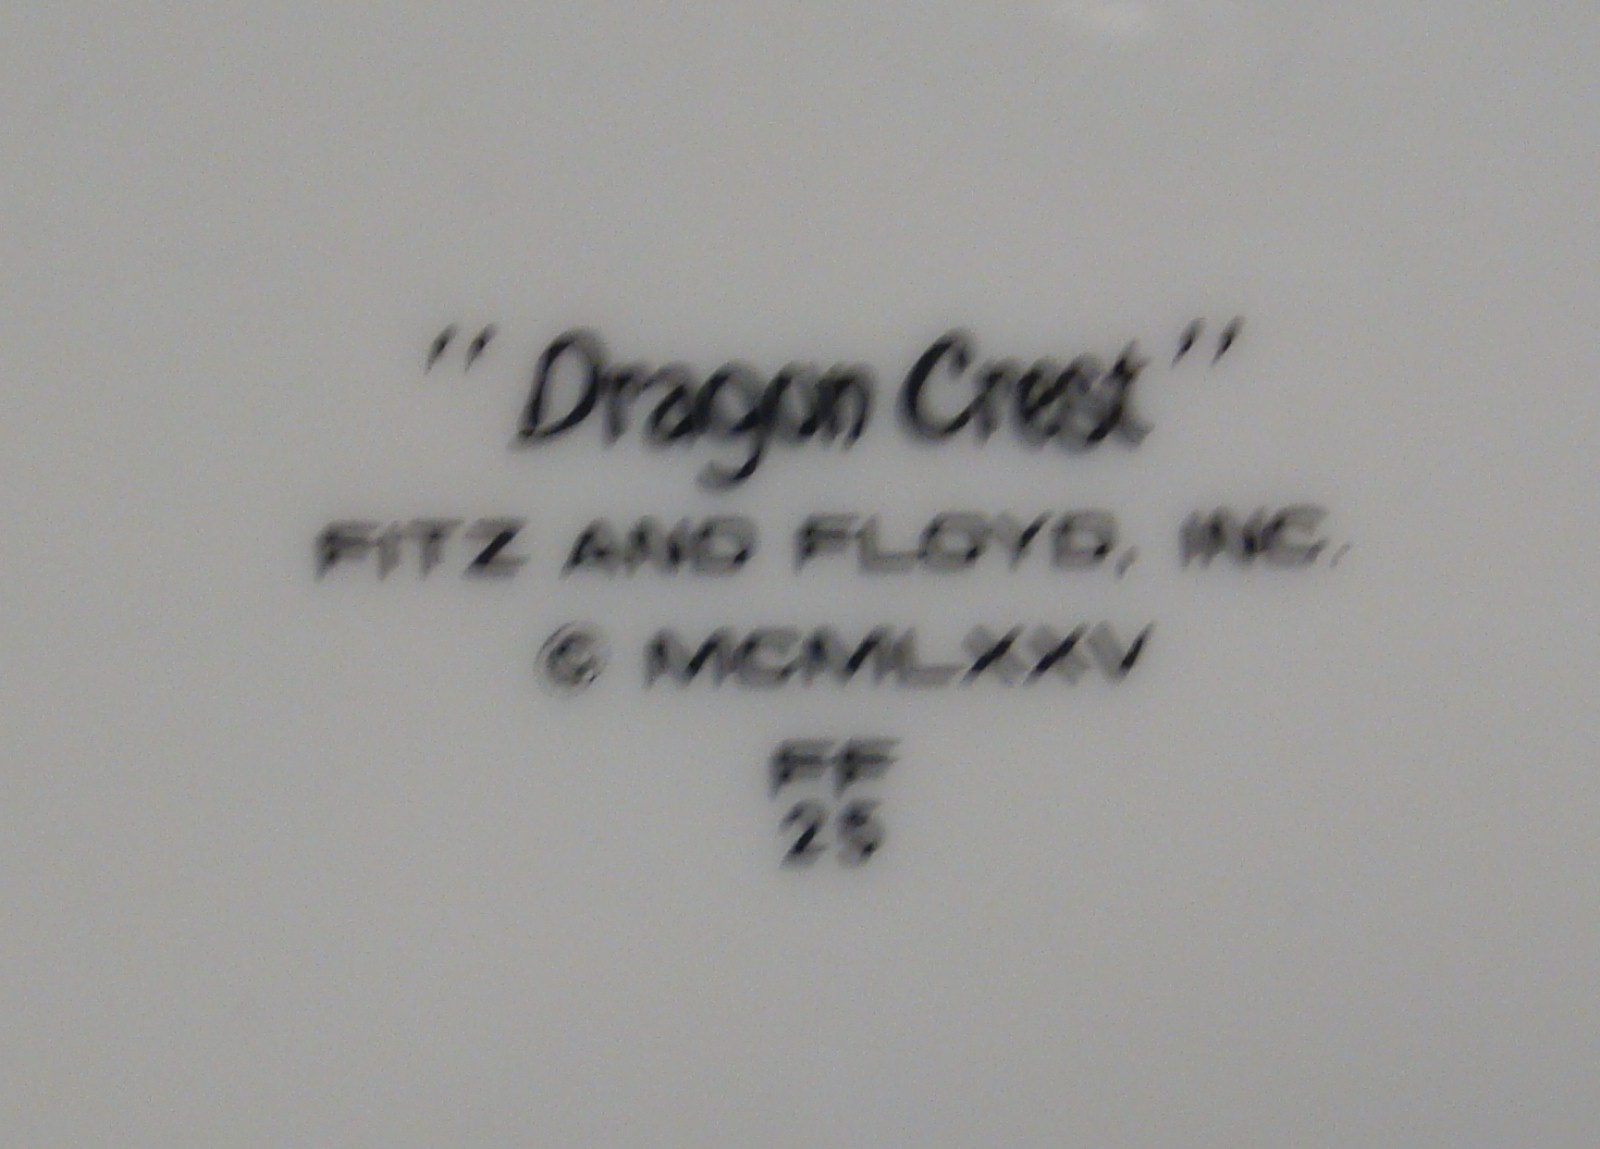 "Dragon Crest"
FITZ AND FLOYD, INC.
© MCMLXXV
FF
25